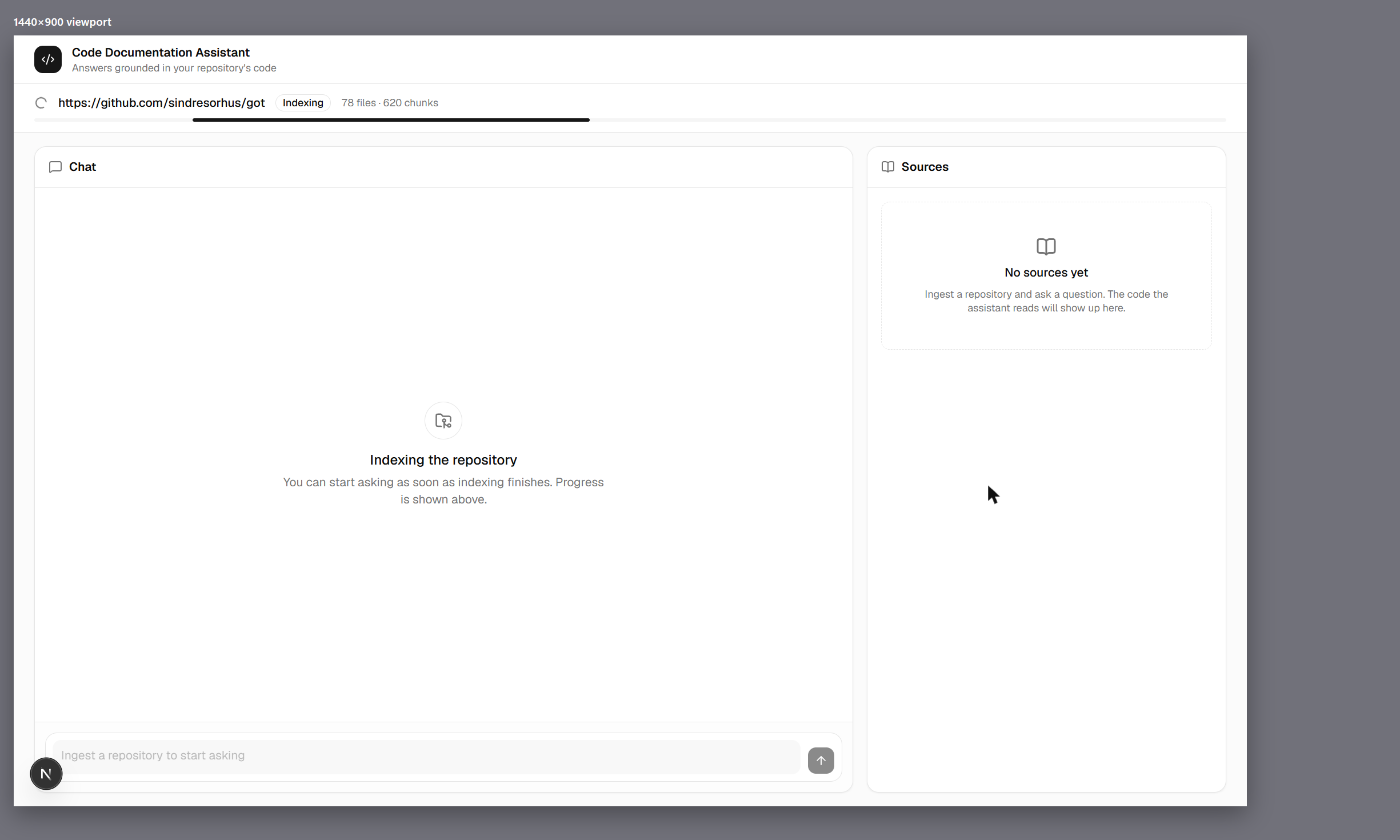 1440×900 viewport
Code Documentation Assistant
Answers grounded in your repository's code
https://github.com/sindresorhus/got Indexing 78 files · 620 chunks
Chat
Sources
No sources yet
Ingest a repository and ask a question. The code the
assistant reads will show up here.
Indexing the repository
You can start asking as soon as indexing finishes. Progress
is shown above.
Ingest a repository to start asking
N